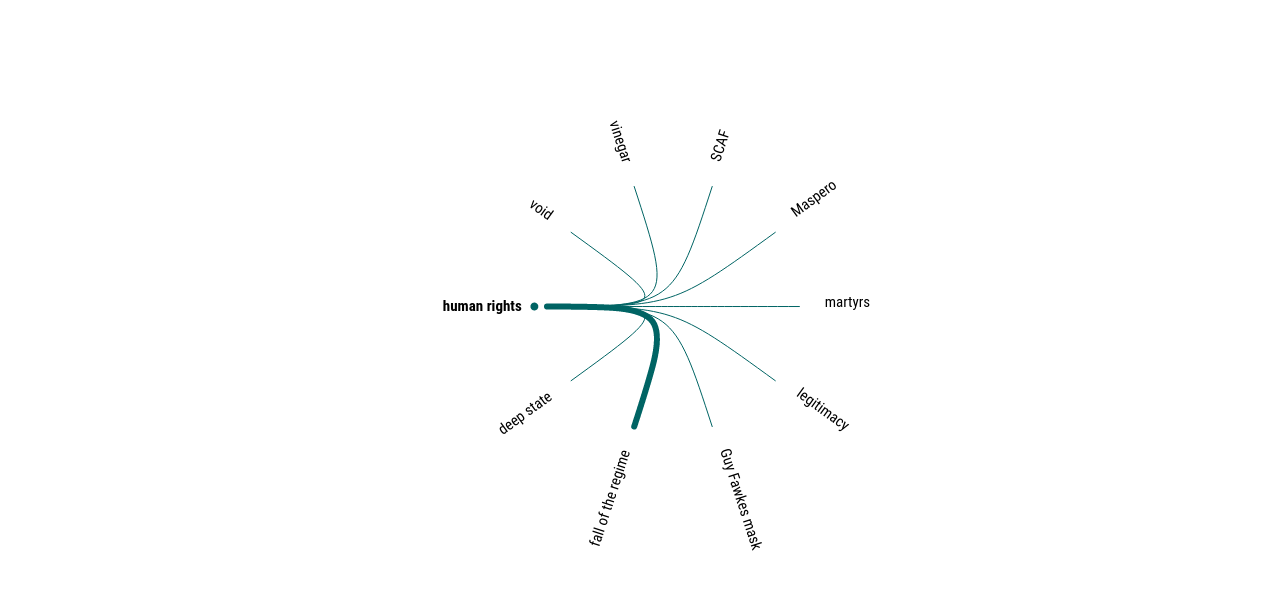 vinegar
SCAF
Maspero
void
martyrs
human rights
legitimacy
deep state
Guy Fawkes mask
fall of the regime